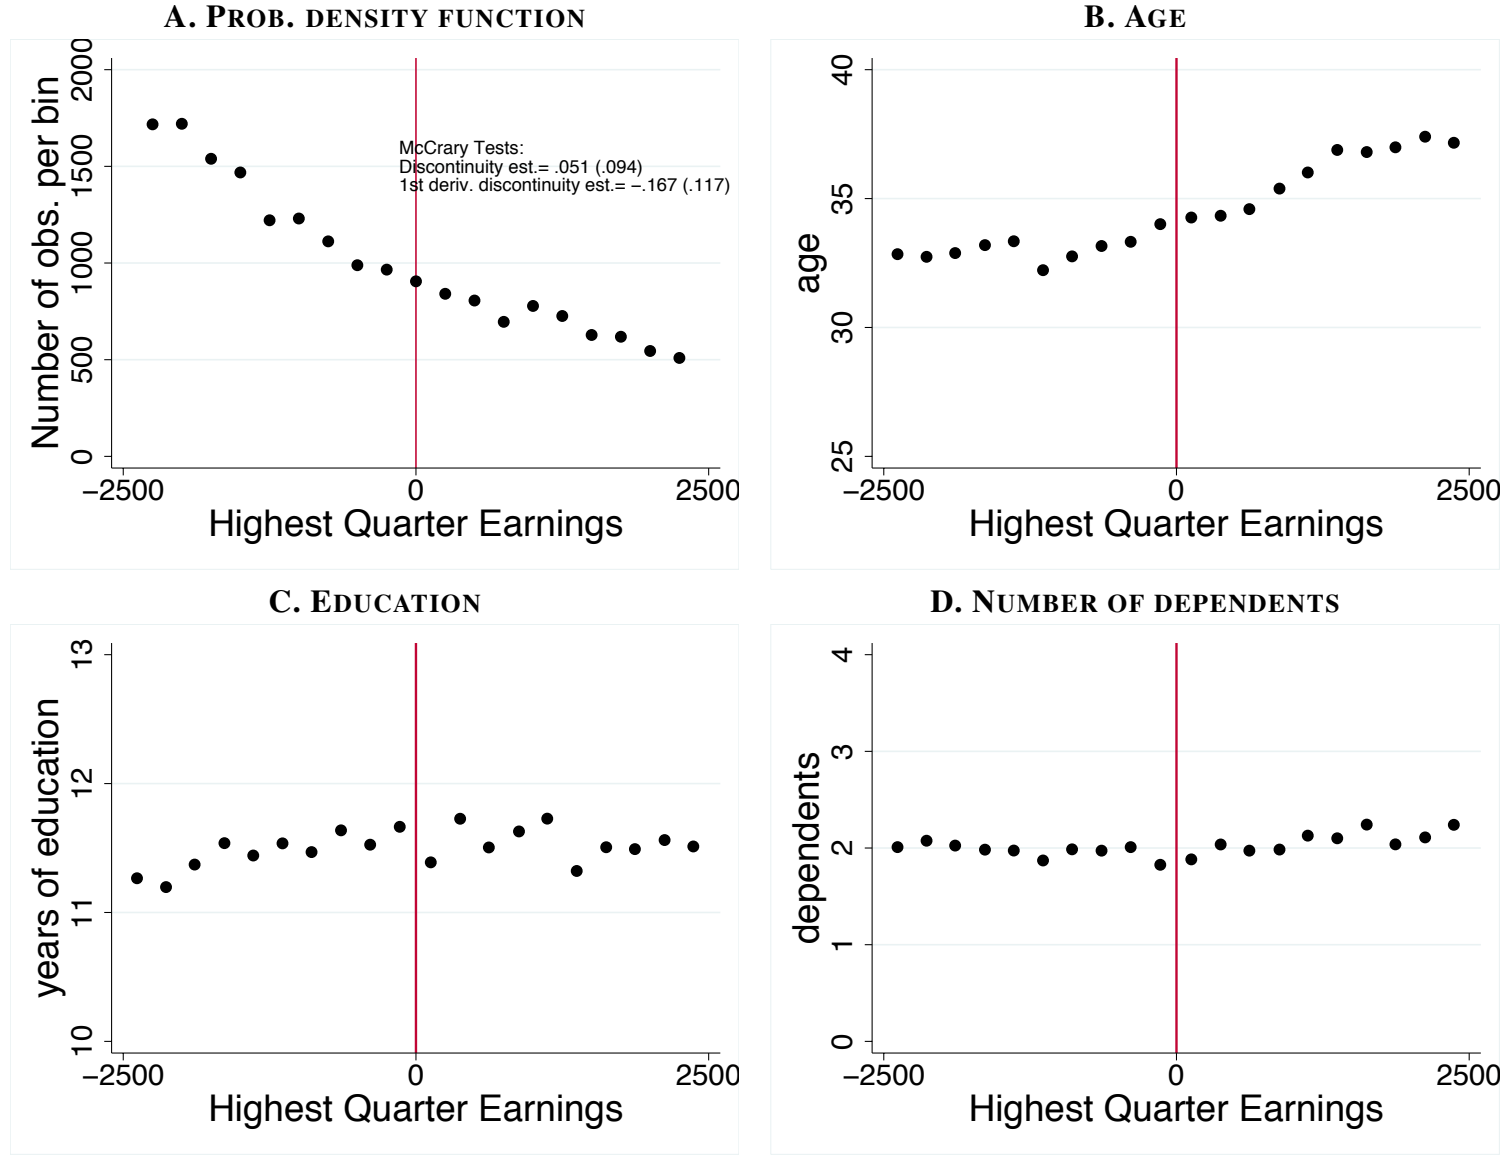 A. PROB. DENSITY FUNCTION
Number of obs. per bin
2000
1500
1000
500
0
McCrary Tests:
Discontinuity est.= .051 (.094)
1st deriv. discontinuity est.= −.167 (.117)
−2500 0 2500
Highest Quarter Earnings
B. AGE
age
40
35
30
25
−2500 0 2500
Highest Quarter Earnings
C. EDUCATION
years of education
13
12
11
10
−2500 0 2500
Highest Quarter Earnings
D. NUMBER OF DEPENDENTS
dependents
4
3
2
1
0
−2500 0 2500
Highest Quarter Earnings